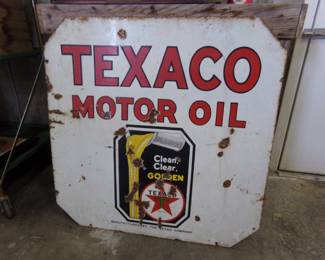 TEXACO
MOTOR OIL
Clean,
Clear,
GOLDEN
TEXACO